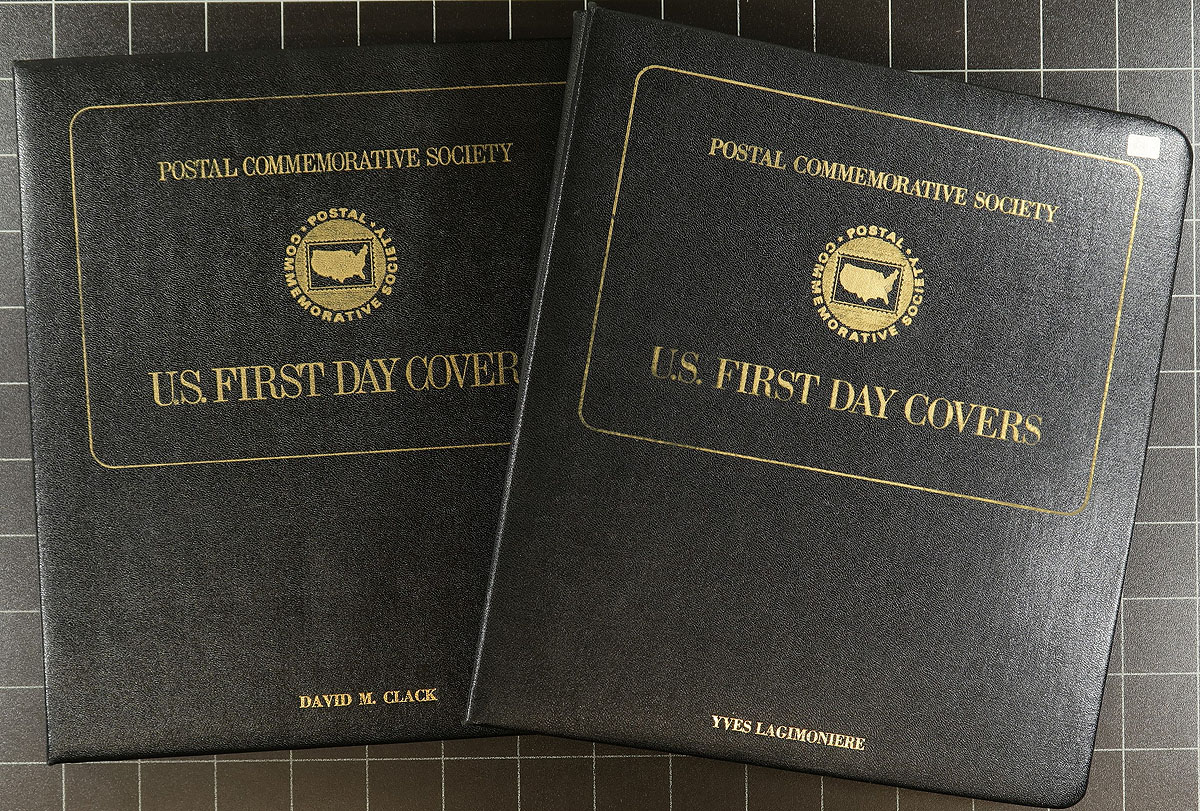 POSTAL COMMEMORATIVE SOCIETY
POSTAL
COMMEMORATIVE SOCIETY
U.S. FIRST DAY COVER
DAVID M. CLACK
POSTAL COMMEMORATIVE SOCIETY
POSTAL
COMMEMORATIVE SOCIETY
U.S. FIRST DAY COVERS
YVES LAGIMONIERE